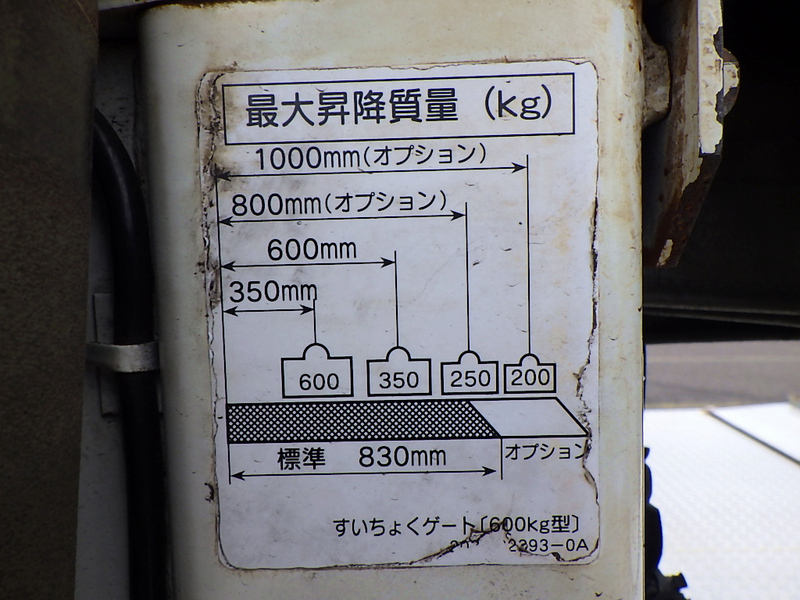 最大昇降質量 (kg)
1000mm(オプション)
800mm(オプション)
600mm
350mm
600 350 250 200
標準 830mm オプション
すいちょくゲート〔600kg型〕
2393-0A